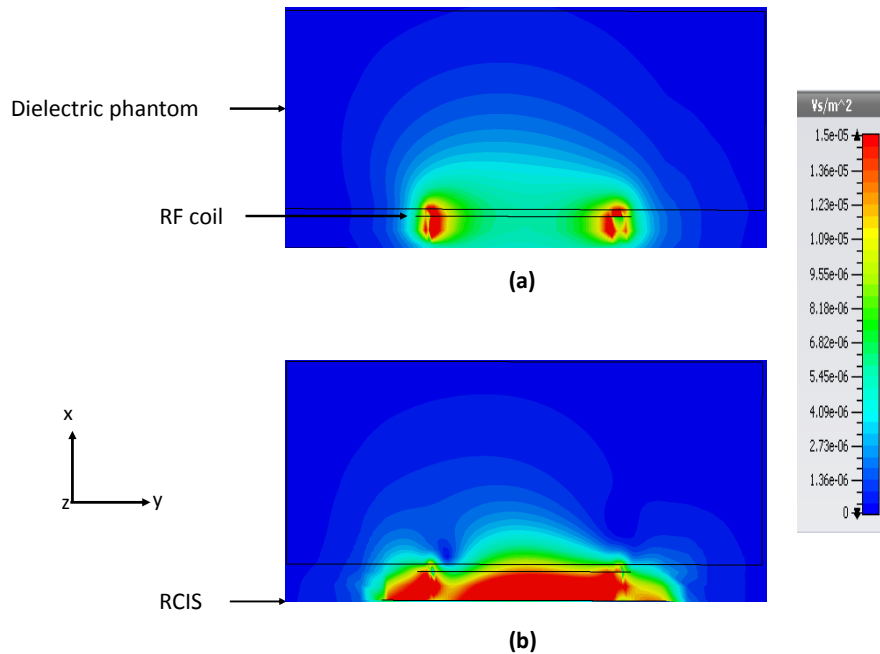 Dielectric phantom
RF coil
(a)
Vs/m^2
1.5e-05
1.36e-05
1.23e-05
1.09e-05
9.55e-06
8.18e-06
6.82e-06
5.45e-06
4.09e-06
2.73e-06
1.36e-06
0
x
z
y
RCIS
(b)